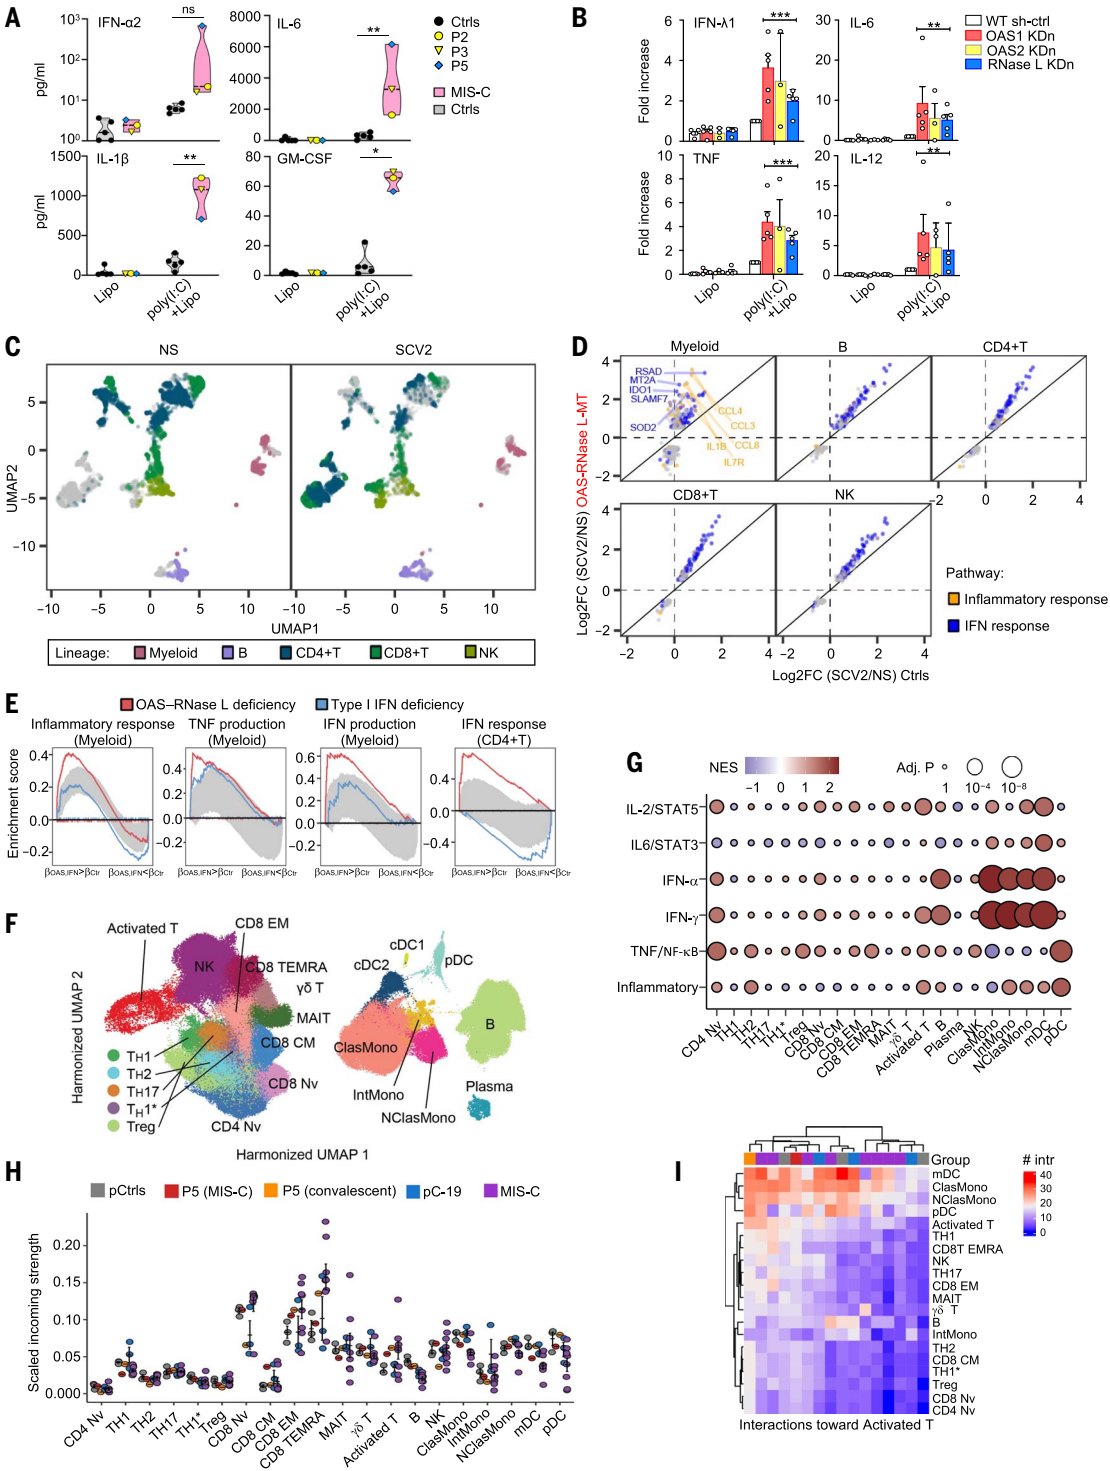 A
IFN-α2
ns
pg/ml
10³
10²
10¹
10⁰
IL-6
**
6000
4000
2000
0
Ctrls
P2
P3
P5
MIS-C
Ctrls
IL-1β
**
pg/ml
1500
1000
500
0
Lipo
poly(I:C)
+Lipo
GM-CSF
*
80
60
40
20
0
Lipo
poly(I:C)
+Lipo
B
IFN-λ1
***
Fold increase
6
4
2
0
IL-6
**
30
20
10
0
WT sh-ctrl
OAS1 KDn
OAS2 KDn
RNase L KDn
TNF
***
Fold increase
10
8
6
4
2
0
Lipo
poly(I:C)
+Lipo
IL-12
**
20
15
10
5
0
Lipo
poly(I:C)
+Lipo
C
NS
SCV2
UMAP2
5
0
−5
−10
−10 −5 0 5 10
−10 −5 0 5 10
UMAP1
Lineage: Myeloid B CD4+T CD8+T NK
D
Myeloid
B
CD4+T
RSAD
MT2A
IDO1
SLAMF7
SOD2
CCL4
CCL3
CCL8
IL1B
IL7R
4
2
0
−2
−2 0 2 4
CD8+T
NK
4
2
0
−2
−2 0 2 4
−2 0 2 4
Log2FC (SCV2/NS) OAS-RNase L-MT
Log2FC (SCV2/NS) Ctrls
Pathway:
Inflammatory response
IFN response
E
OAS–RNase L deficiency
Type I IFN deficiency
Inflammatory response
(Myeloid)
TNF production
(Myeloid)
IFN production
(Myeloid)
IFN response
(CD4+T)
Enrichment score
0.4
0.2
0.0
−0.2
0.4
0.2
0.0
−0.2
0.6
0.4
0.2
0.0
−0.2
0.4
0.0
−0.4
βOAS,IFN>βCtr βOAS,IFN<βCtr
βOAS,IFN>βCtr βOAS,IFN<βCtr
βOAS,IFN>βCtr βOAS,IFN<βCtr
βOAS,IFN>βCtr βOAS,IFN<βCtr
F
Activated T
CD8 EM
NK
CD8 TEMRA
γδ T
MAIT
CD8 CM
CD8 Nv
CD4 Nv
TH1
TH2
TH17
TH1*
Treg
cDC1
cDC2
pDC
ClasMono
B
IntMono
NClasMono
Plasma
Harmonized UMAP 2
Harmonized UMAP 1
G
NES
−1 0 1 2
Adj. P
1 10⁻⁴ 10⁻⁸
IL-2/STAT5
IL6/STAT3
IFN-α
IFN-γ
TNF/NF-κB
Inflammatory
CD4 Nv
TH1
TH2
TH17
TH1*
Treg
CD8 Nv
CD8 CM
CD8 EM
CD8 TEMRA
MAIT
γδ T
Activated T
B
Plasma
NK
ClasMono
IntMono
NClasMono
mDC
pDC
H
pCtrls
P5 (MIS-C)
P5 (convalescent)
pC-19
MIS-C
Scaled incoming strength
0.20
0.15
0.10
0.05
0.000
CD4 Nv
TH1
TH2
TH17
TH1*
Treg
CD8 Nv
CD8 CM
CD8 EM
CD8 TEMRA
MAIT
γδ T
Activated T
B
NK
ClasMono
IntMono
NClasMono
mDC
pDC
I
Group
mDC
ClasMono
NClasMono
pDC
Activated T
TH1
CD8T EMRA
NK
TH17
CD8 EM
MAIT
γδ T
B
IntMono
TH2
CD8 CM
TH1*
Treg
CD8 Nv
CD4 Nv
# intr
40
30
20
10
0
Interactions toward Activated T